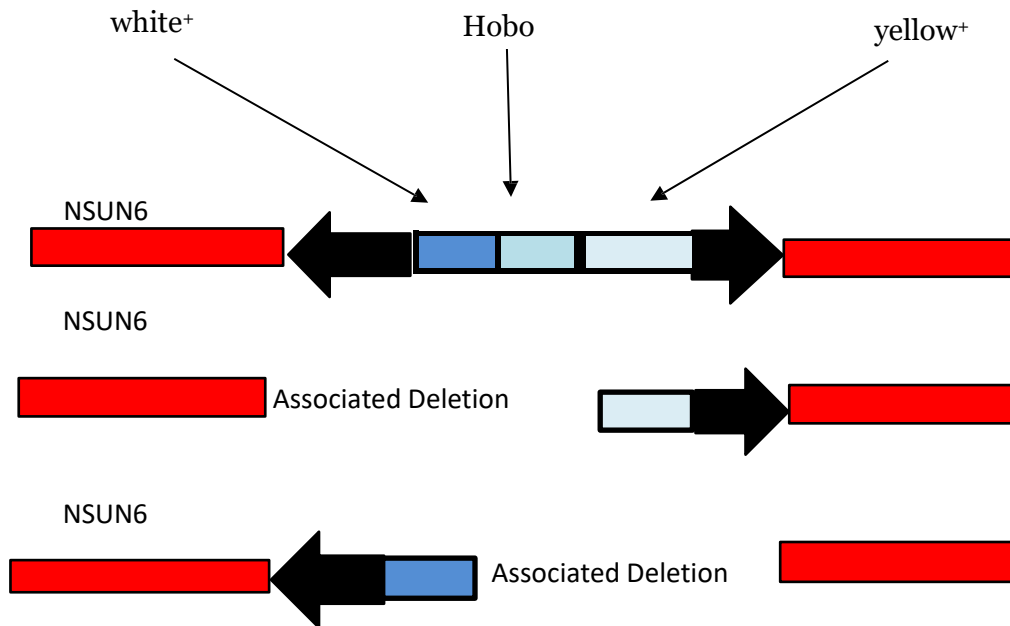 white⁺
Hobo
yellow⁺
NSUN6
NSUN6
Associated Deletion
NSUN6
Associated Deletion